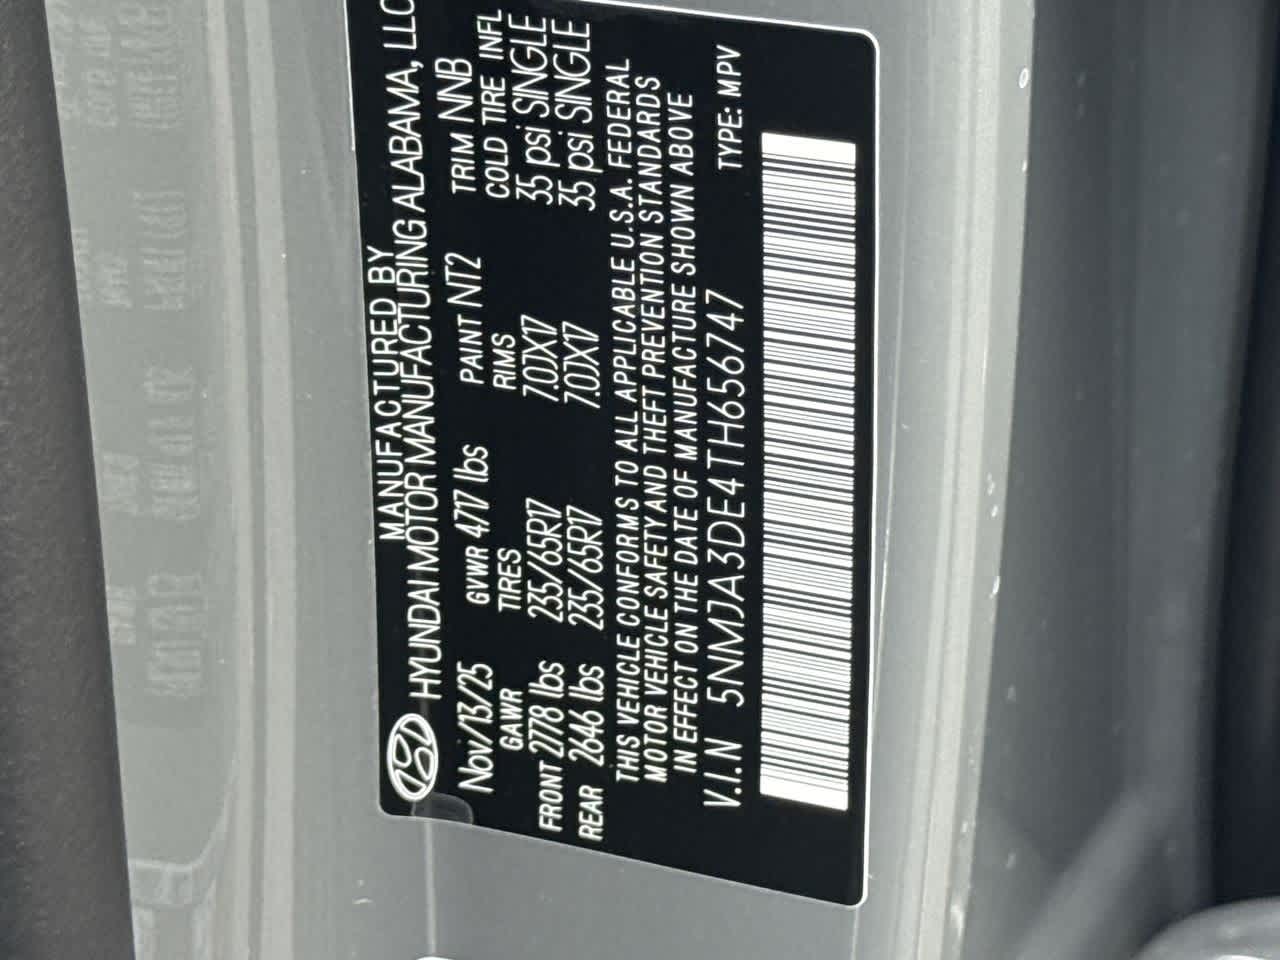 MANUFACTURED BY
HYUNDAI MOTOR MANUFACTURING ALABAMA, LLC
Nov/13/25 GVWR 4717 lbs PAINT NT2 TRIM NNB
GAWR TIRES RIMS COLD TIRE INFL
FRONT 2778 lbs 235/65R17 7.0JX17 35 psi SINGLE
REAR 2646 lbs 235/65R17 7.0JX17 35 psi SINGLE
THIS VEHICLE CONFORMS TO ALL APPLICABLE U.S.A. FEDERAL
MOTOR VEHICLE SAFETY AND THEFT PREVENTION STANDARDS
IN EFFECT ON THE DATE OF MANUFACTURE SHOWN ABOVE
V.I.N 5NMJA3DE4TH656747 TYPE: MPV